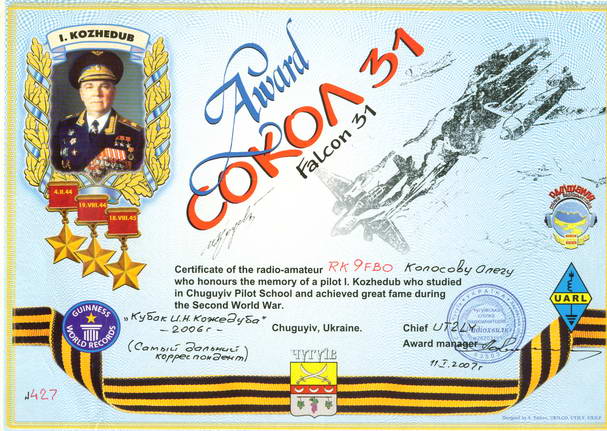 I. KOZHEDUB
Award
СОКОЛ 31
Falcon 31
4.II.44
19.VIII.44
18.VIII.45
Certificate of the radio-amateur RK9FBO Колосову Олегу
who honours the memory of a pilot I. Kozhedub who studied
in Chuguyiv Pilot School and achieved great fame during
the Second World War.
GUINNESS
WORLD RECORDS
„Кубак И.Н. Кожедуба"
- 2006г -
(Самый дальний
корреспондент)
Chuguyiv, Ukraine.
Chief UT2LY
Award manager
11.I.2007г
UARL
ЧУГУЇВ
№427